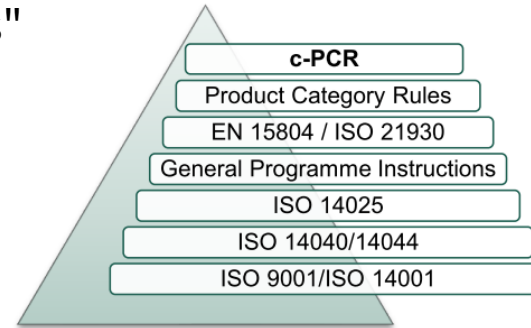 "
c-PCR
Product Category Rules
EN 15804 / ISO 21930
General Programme Instructions
ISO 14025
ISO 14040/14044
ISO 9001/ISO 14001